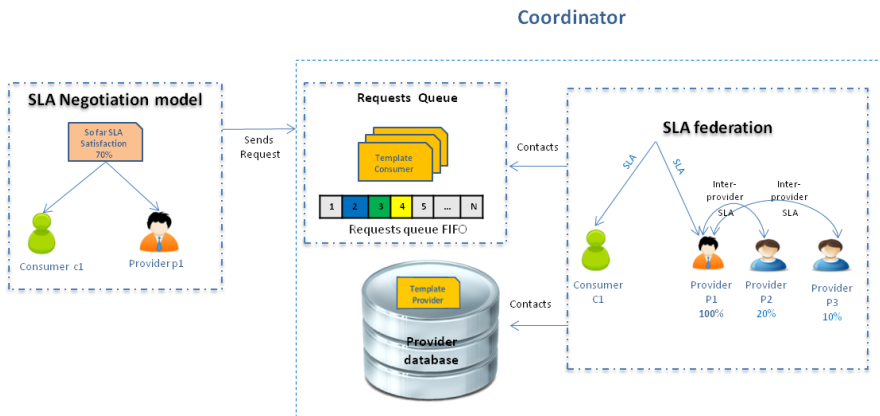 Coordinator
SLA Negotiation model
So far SLA
Satisfaction
70%
Consumer c1
Provider p1
Sends
Request
Requests Queue
Template
Consumer
1 2 3 4 5 ... N
Requests queue FIFO
Template
Provider
Provider
database
Contacts
Contacts
SLA federation
SLA
SLA
Inter-
provider
SLA
Inter-
provider
SLA
Consumer
C1
Provider
P1
100%
Provider
P2
20%
Provider
P3
10%